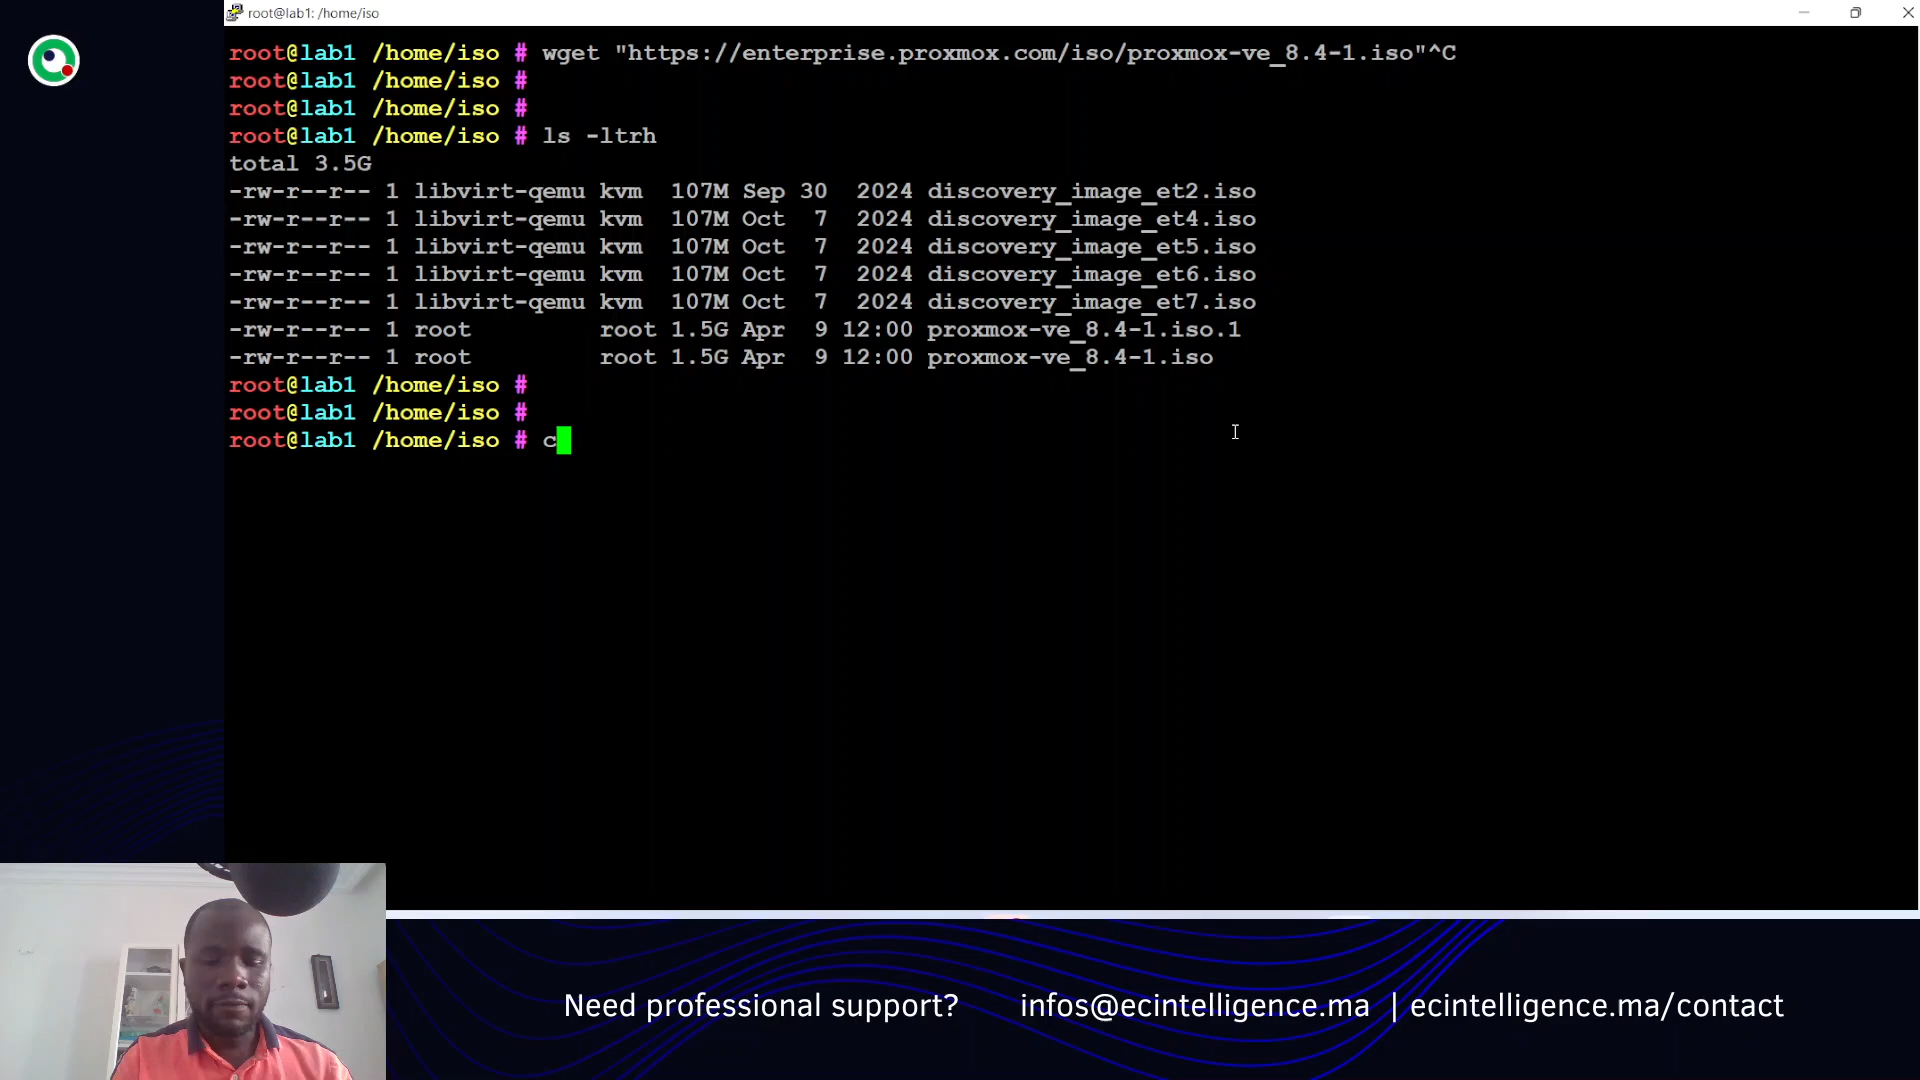 root@lab1: /home/iso
root@lab1 /home/iso # wget "https://enterprise.proxmox.com/iso/proxmox-ve_8.4-1.iso"^C
root@lab1 /home/iso #
root@lab1 /home/iso #
root@lab1 /home/iso # ls -ltrh
total 3.5G
-rw-r--r-- 1 libvirt-qemu kvm  107M Sep 30  2024 discovery_image_et2.iso
-rw-r--r-- 1 libvirt-qemu kvm  107M Oct  7  2024 discovery_image_et4.iso
-rw-r--r-- 1 libvirt-qemu kvm  107M Oct  7  2024 discovery_image_et5.iso
-rw-r--r-- 1 libvirt-qemu kvm  107M Oct  7  2024 discovery_image_et6.iso
-rw-r--r-- 1 libvirt-qemu kvm  107M Oct  7  2024 discovery_image_et7.iso
-rw-r--r-- 1 root         root 1.5G Apr  9 12:00 proxmox-ve_8.4-1.iso.1
-rw-r--r-- 1 root         root 1.5G Apr  9 12:00 proxmox-ve_8.4-1.iso
root@lab1 /home/iso #
root@lab1 /home/iso #
root@lab1 /home/iso # c
Need professional support? infos@ecintelligence.ma | ecintelligence.ma/contact